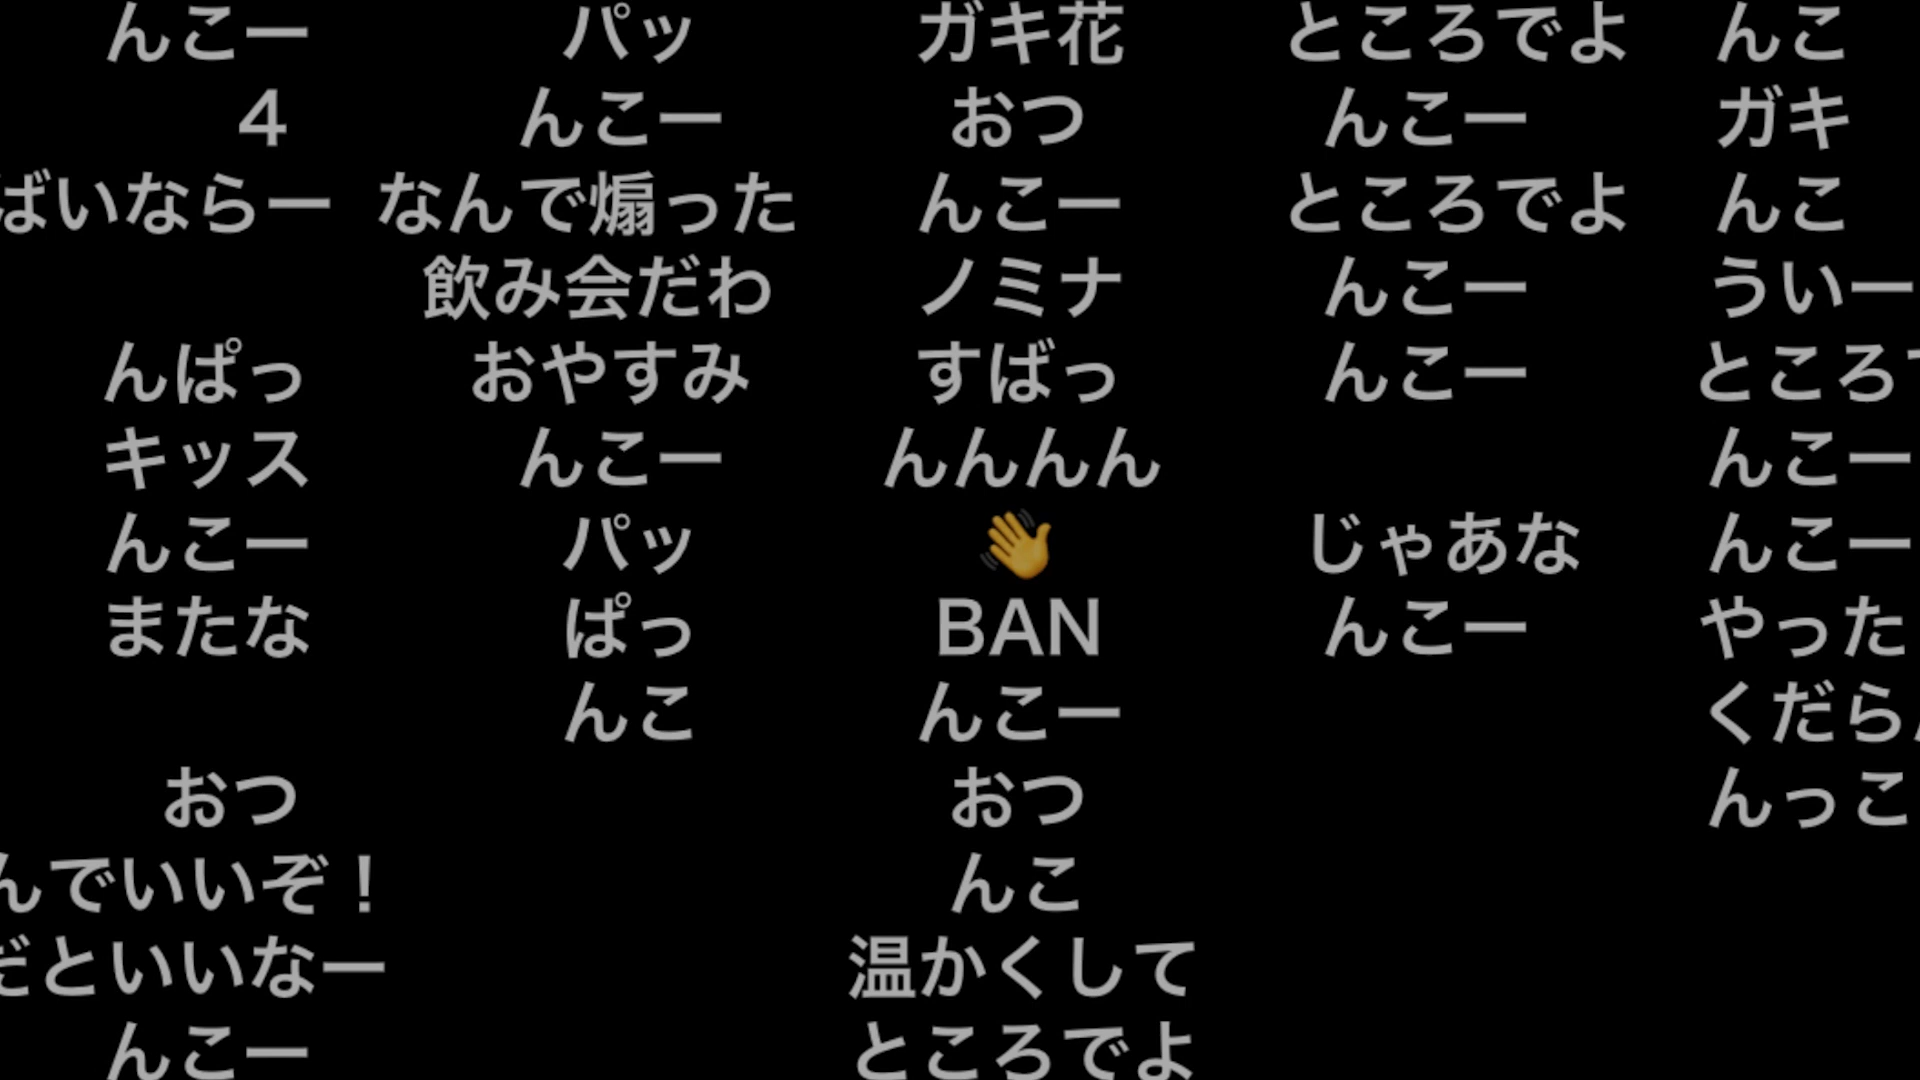 んこー パッ ガキ花 ところでよ んこ
4 んこー おつ んこー ガキ
ばいならー なんで煽った んこー ところでよ んこ
飲み会だわ ノミナ んこー ういー
んぱっ おやすみ すばっ んこー ところ
キッス んこー んんんん んこー
んこー パッ 👋 じゃあな んこー
またな ぱっ BAN んこー やった
んこ んこー くだら
おつ おつ んっこ
んでいいぞ! んこ
だといいなー 温かくして
んこー ところでよ